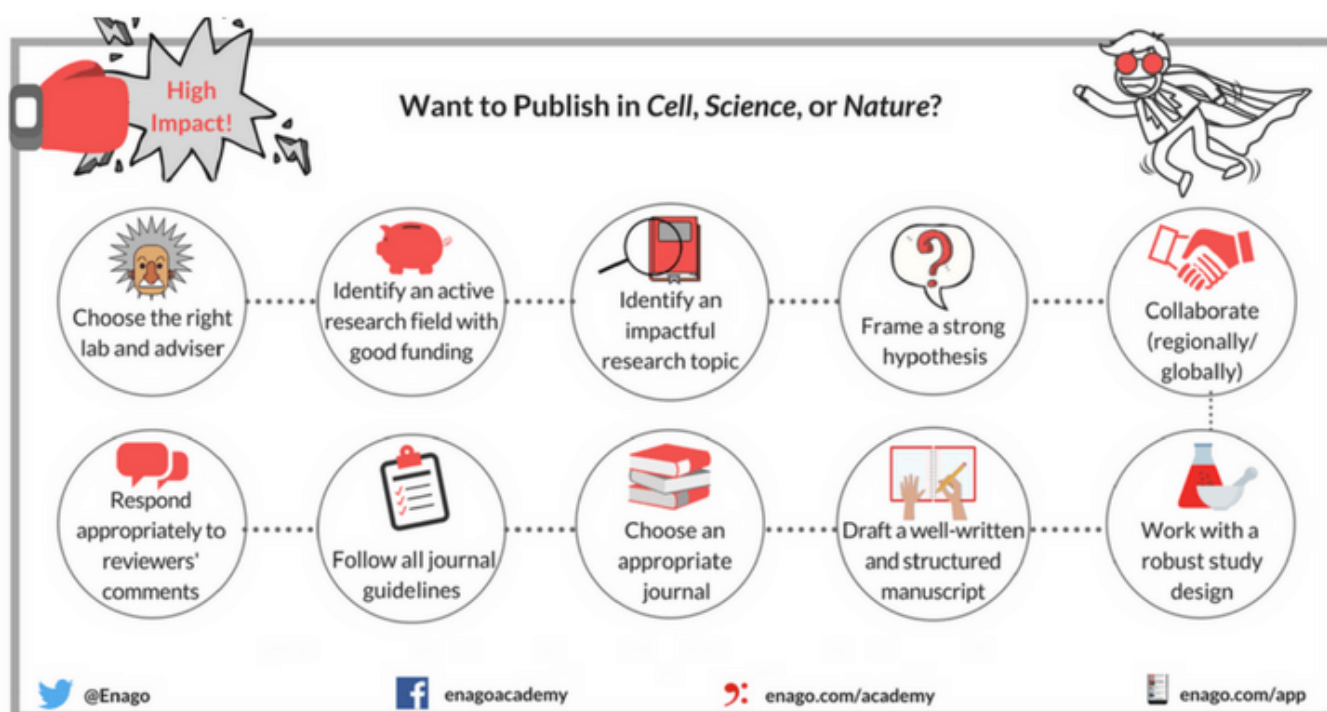 High
Impact!
Want to Publish in Cell, Science, or Nature?
Choose the right
lab and adviser
Identify an active
research field with
good funding
Identify an
impactful
research topic
Frame a strong
hypothesis
Collaborate
(regionally/
globally)
Work with a
robust study
design
Draft a well-written
and structured
manuscript
Choose an
appropriate
journal
Follow all journal
guidelines
Respond
appropriately to
reviewers'
comments
@Enago
enagoacademy
enago.com/academy
enago.com/app